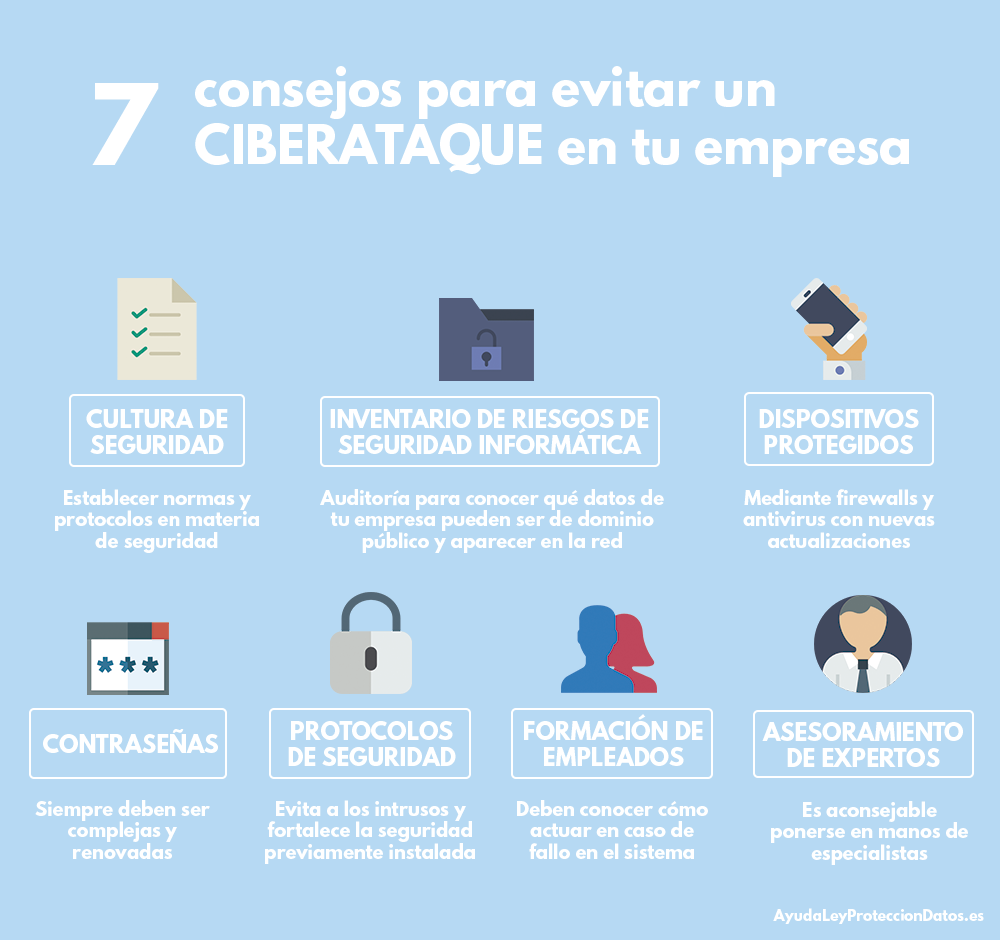 7 consejos para evitar un
CIBERATAQUE en tu empresa
CULTURA DE
SEGURIDAD
Establecer normas y
protocolos en materia
de seguridad
INVENTARIO DE RIESGOS DE
SEGURIDAD INFORMÁTICA
Auditoría para conocer qué datos de
tu empresa pueden ser de dominio
público y aparecer en la red
DISPOSITIVOS
PROTEGIDOS
Mediante firewalls y
antivirus con nuevas
actualizaciones
***
CONTRASEÑAS
Siempre deben ser
complejas y
renovadas
PROTOCOLOS
DE SEGURIDAD
Evita a los intrusos y
fortalece la seguridad
previamente instalada
FORMACIÓN DE
EMPLEADOS
Deben conocer cómo
actuar en caso de
fallo en el sistema
ASESORAMIENTO
DE EXPERTOS
Es aconsejable
ponerse en manos de
especialistas
AyudaLeyProteccionDatos.es